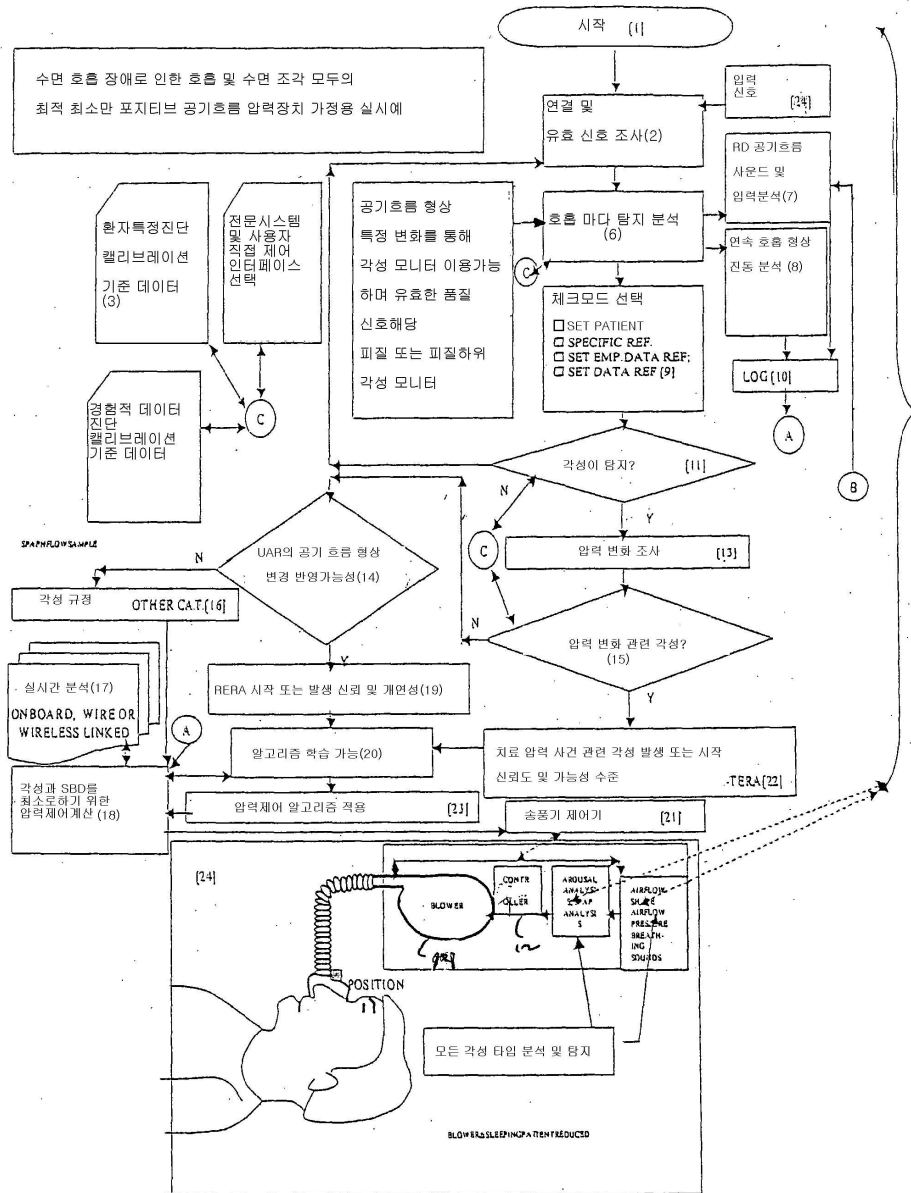 시작 [1]
수면 호흡 장애로 인한 호흡 및 수면 조각 모두의
최적 최소만 포지티브 공기흐름 압력장치 가정용 실시예
입력
신호
[24]
연결 및
유효 신호 조사(2)
RD 공기흐름
사운드 및
입력분석(7)
환자특정진단
캘리브레이션
기준 데이터
(3)
전문시스템
및 사용자
직접 제어
인터페이스
선택
공기흐름 형상
특정 변화를 통해
각성 모니터 이용가능
하며 유효한 품질
신호해당
피질 또는 피질하위
각성 모니터
호흡 마다 탐지 분석
(6)
C
연속 호흡 형상
진동 분석 (8)
체크모드 선택
SET PATIENT
SPECIFIC REF.
SET EMP.DATA REF;
SET DATA REF [9]
LOG[10]
A
C
경험적 데이터
진단
캘리브레이션
기준 데이터
각성이 탐지? [11]
B
N
Y
SPAPHFLOWSAMPLE
UAR의 공기 흐름 형상
변경 반영가능성(14)
N
C
압력 변화 조사 [13]
각성 규정
OTHER CAT.[16]
N
압력 변화 관련 각성?
(15)
Y
Y
실시간 분석(17)
ONBOARD, WIRE OR
WIRELESS LINKED
A
RERA 시작 또는 발생 신뢰 및 개연성(19)
알고리즘 학습 가능(20)
치료 압력 사건 관련 각성 발생 또는 시작
신뢰도 및 가능성 수준
-TERA[22]
각성과 SBD를
최소로하기 위한
압력제어계산 (18)
압력제어 알고리즘 적용 [23]
송풍기 제어기 [21]
[24]
BLOWER
CONTR
OLLER
AROUSAL
ANALYSI
ANALYSI
S
AIRFLOW
SHAPE
AIRFLOW
PRESTERE
BREATH-
ING
SOUNDS
12
POSITION
모든 각성 타입 분석 및 탐지
BLOWER&SLEEPINGPATIENTREDUCED